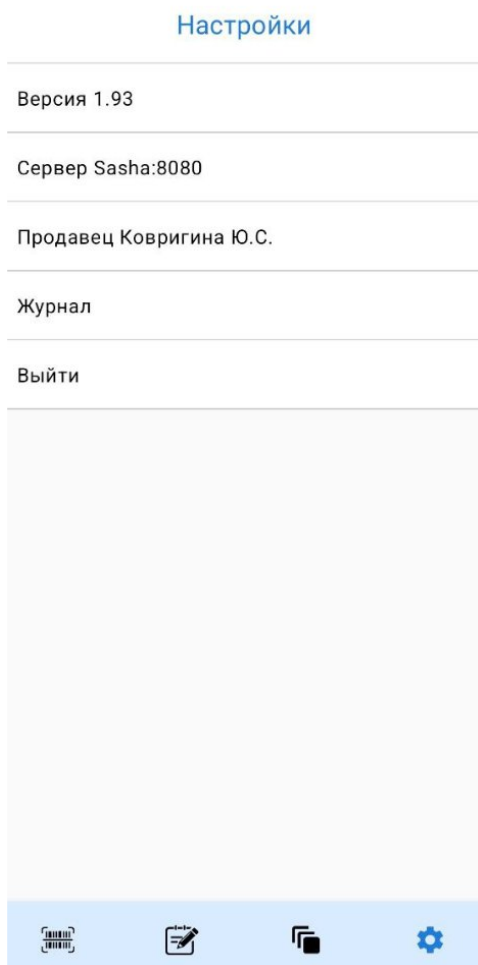 Настройки
Версия 1.93
Сервер Sasha:8080
Продавец Ковригина Ю.С.
Журнал
Выйти